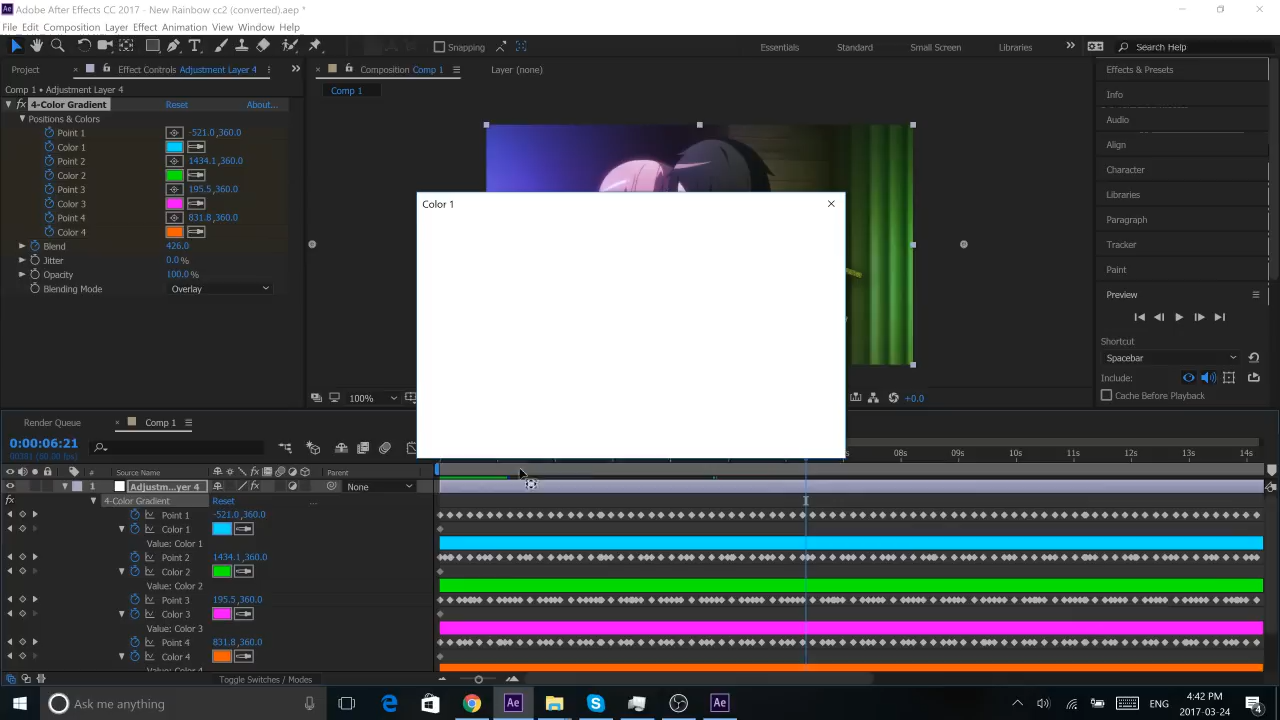 Adobe After Effects CC 2017 - New Rainbow cc2 (converted).aep *
File Edit Composition Layer Effect Animation View Window Help
Snapping
Essentials Standard Small Screen Libraries
Search Help
Project
Effect Controls Adjustment Layer 4
Composition Comp 1
Layer (none)
Effects & Presets
Comp 1 • Adjustment Layer 4
Comp 1
Info
4-Color Gradient Reset About...
Positions & Colors
Audio
Point 1 -521.0,360.0
Color 1
Align
Point 2 1434.1,360.0
Color 2
Character
Point 3 195.5,360.0
Libraries
Color 3
Color 1
Point 4 831.8,360.0
Paragraph
Color 4
Blend 426.0
Tracker
Jitter 0.0 %
Paint
Opacity 100.0 %
Blending Mode Overlay
Preview
Shortcut
Spacebar
Include:
Cache Before Playback
100%
+0.0
Render Queue
Comp 1
0:00:06:21
08s 09s 10s 11s 12s 13s 14s
# Source Name Parent
1 Adjustm...yer 4 None
4-Color Gradient Reset ...
Point 1 -521.0,360.0
Color 1
Value: Color 1
Point 2 1434.1,360.0
Color 2
Value: Color 2
Point 3 195.5,360.0
Color 3
Value: Color 3
Point 4 831.8,360.0
Color 4
Toggle Switches / Modes
Ask me anything
ENG
4:42 PM
2017-03-24
4